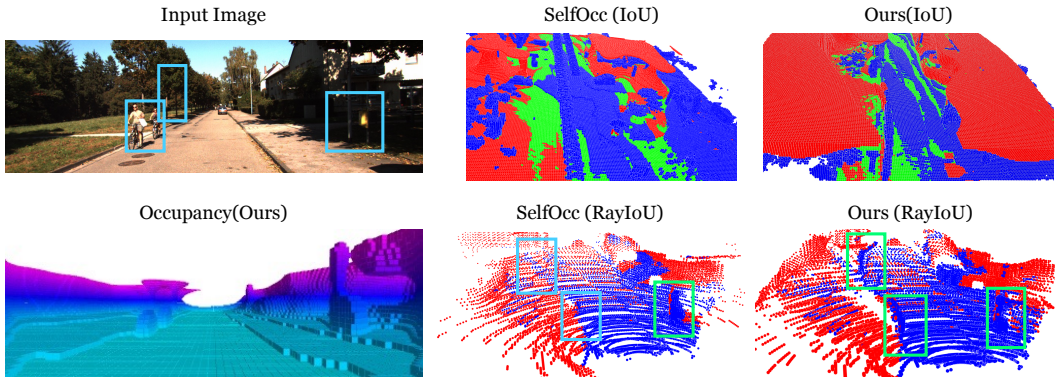 Input Image
SelfOcc (IoU)
Ours(IoU)
Occupancy(Ours)
SelfOcc (RayIoU)
Ours (RayIoU)